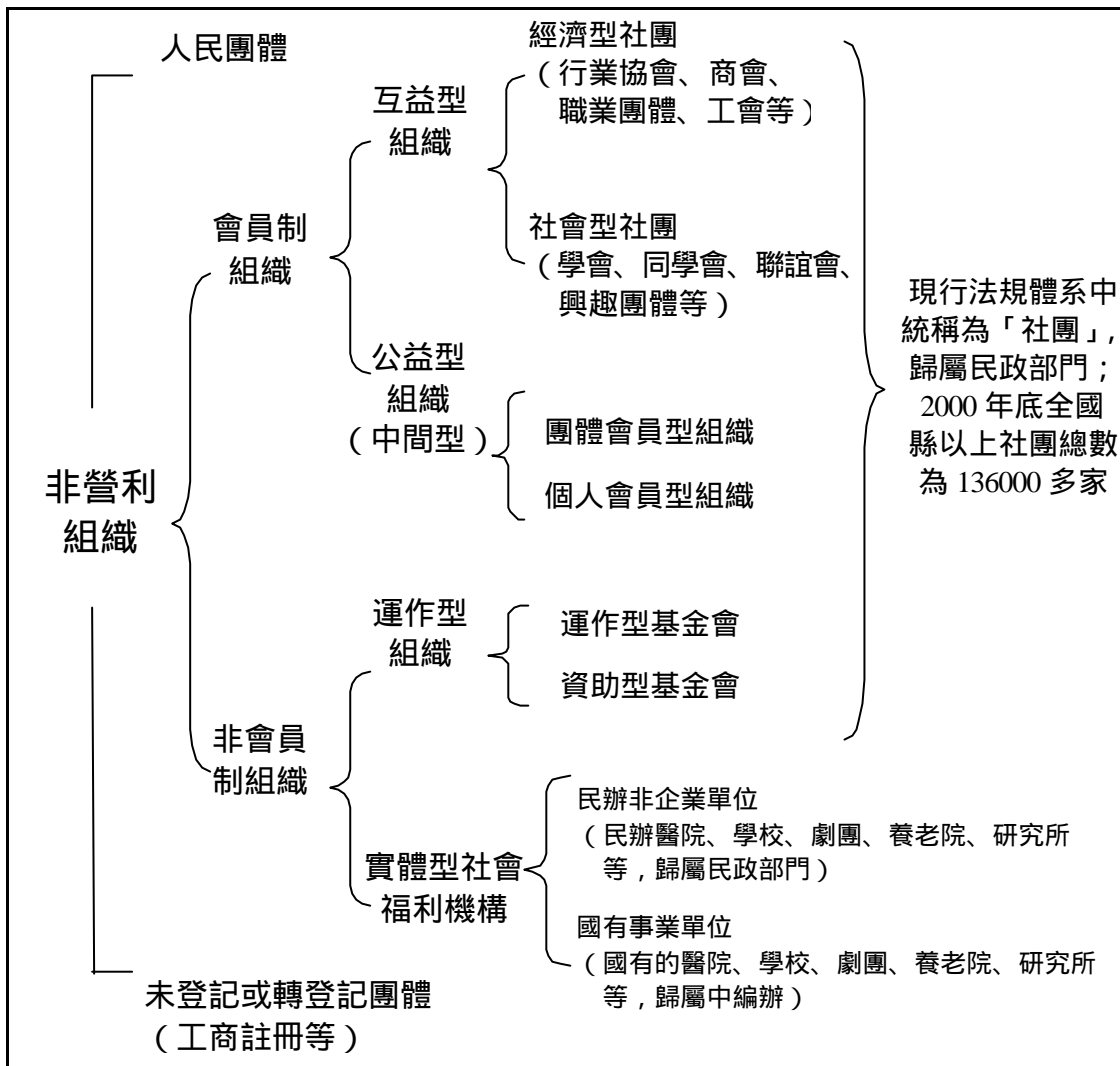 人民團體
經濟型社團
（行業協會、商會、
職業團體、工會等）
互益型
組織
會員制
組織
社會型社團
（學會、同學會、聯誼會、
興趣團體等）
公益型
組織
（中間型）
團體會員型組織
個人會員型組織
現行法規體系中
統稱為「社團」，
歸屬民政部門；
2000 年底全國
縣以上社團總數
為 136000 多家
非營利
組織
運作型
組織
運作型基金會
資助型基金會
非會員
制組織
實體型社會
福利機構
民辦非企業單位
（民辦醫院、學校、劇團、養老院、研究所
等，歸屬民政部門）
國有事業單位
（國有的醫院、學校、劇團、養老院、研究所
等，歸屬中編辦）
未登記或轉登記團體
（工商註冊等）